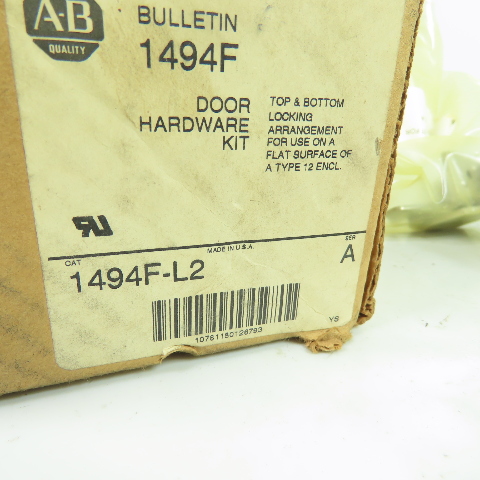 A-B
QUALITY
BULLETIN
1494F
DOOR
HARDWARE
KIT
TOP & BOTTOM
LOCKING
ARRANGEMENT
FOR USE ON A
FLAT SURFACE OF
A TYPE 12 ENCL.
MADE IN U.S.A.
CAT
1494F-L2
SER
A
10781180126793
YS